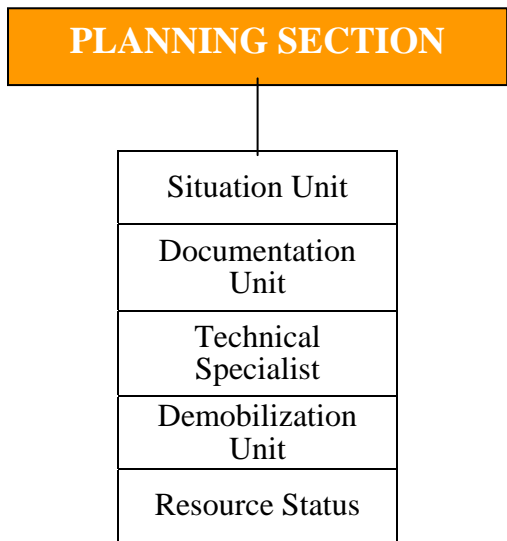 PLANNING SECTION
Situation Unit
Documentation
Unit
Technical
Specialist
Demobilization
Unit
Resource Status